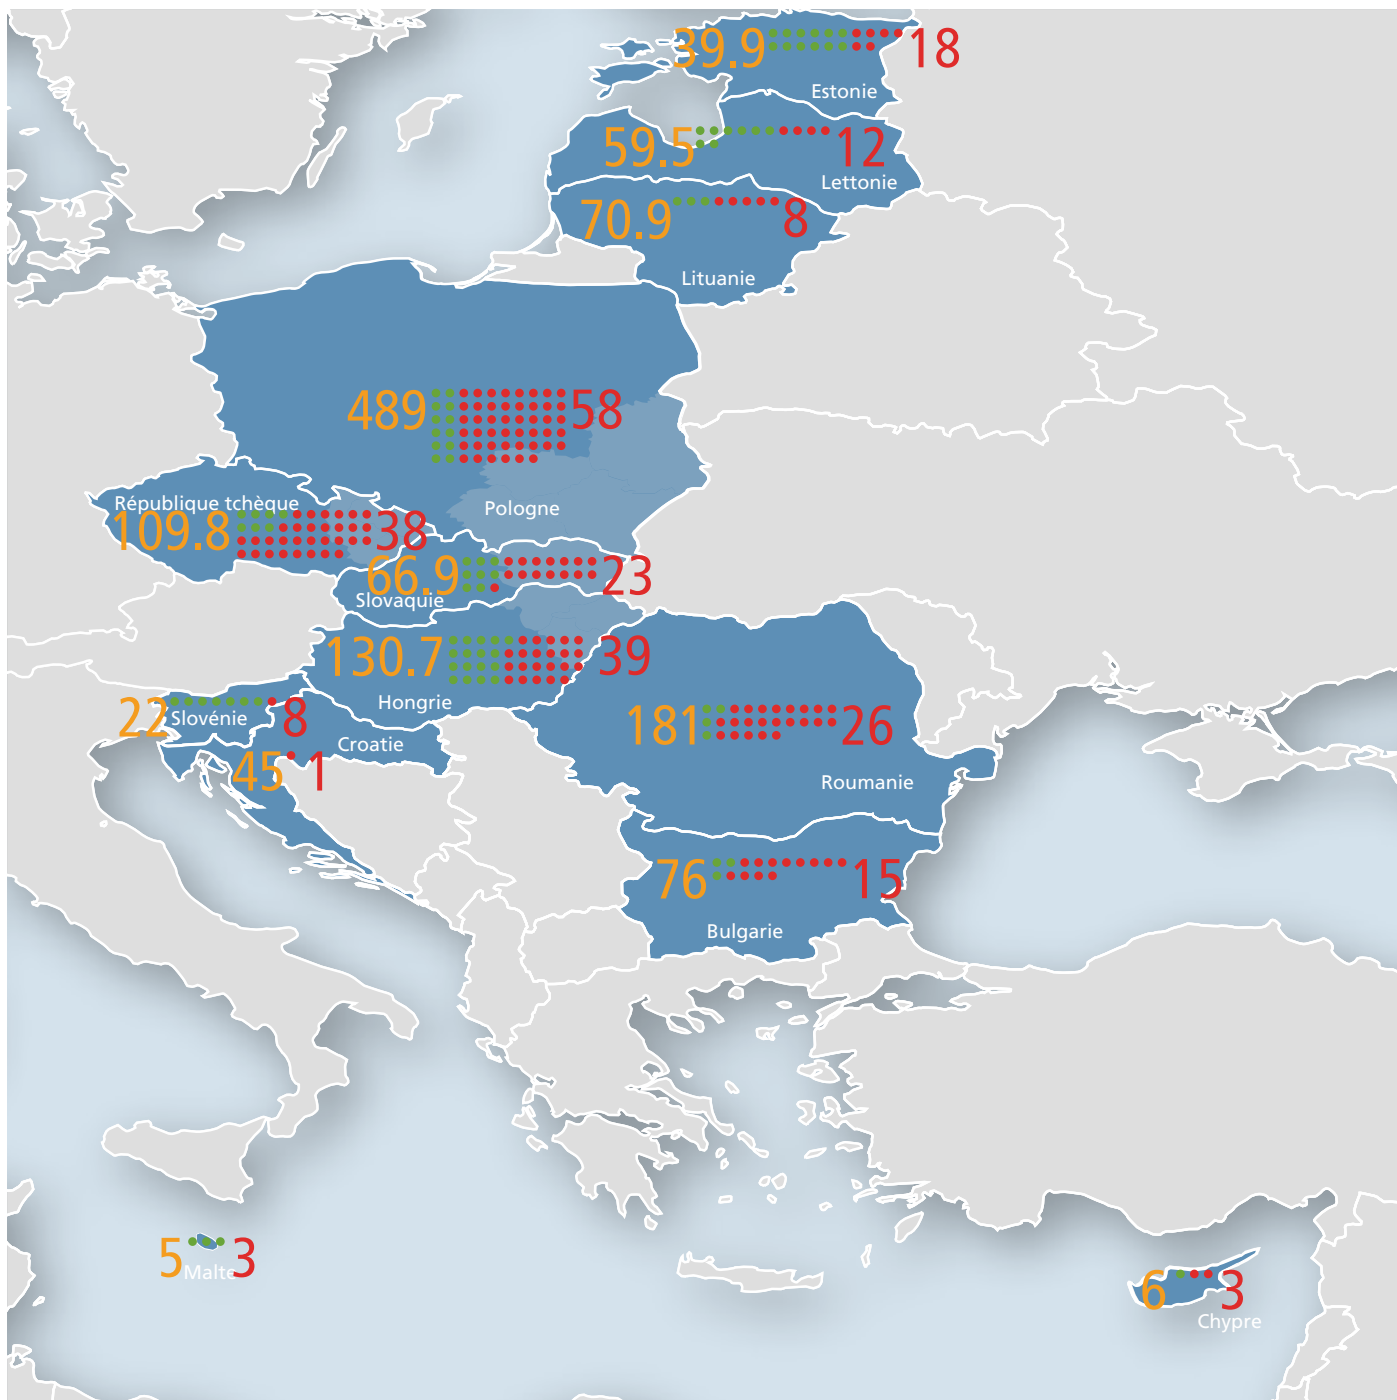 39.9 18
Estonie
59.5 12
Lettonie
70.9 8
Lituanie
489 58
Pologne
République tchèque
109.8 38
66.9 23
Slovaquie
130.7 39
Hongrie
22 8
Slovénie
Croatie
45 1
181 26
Roumanie
76 15
Bulgarie
5 3
Malte
6 3
Chypre